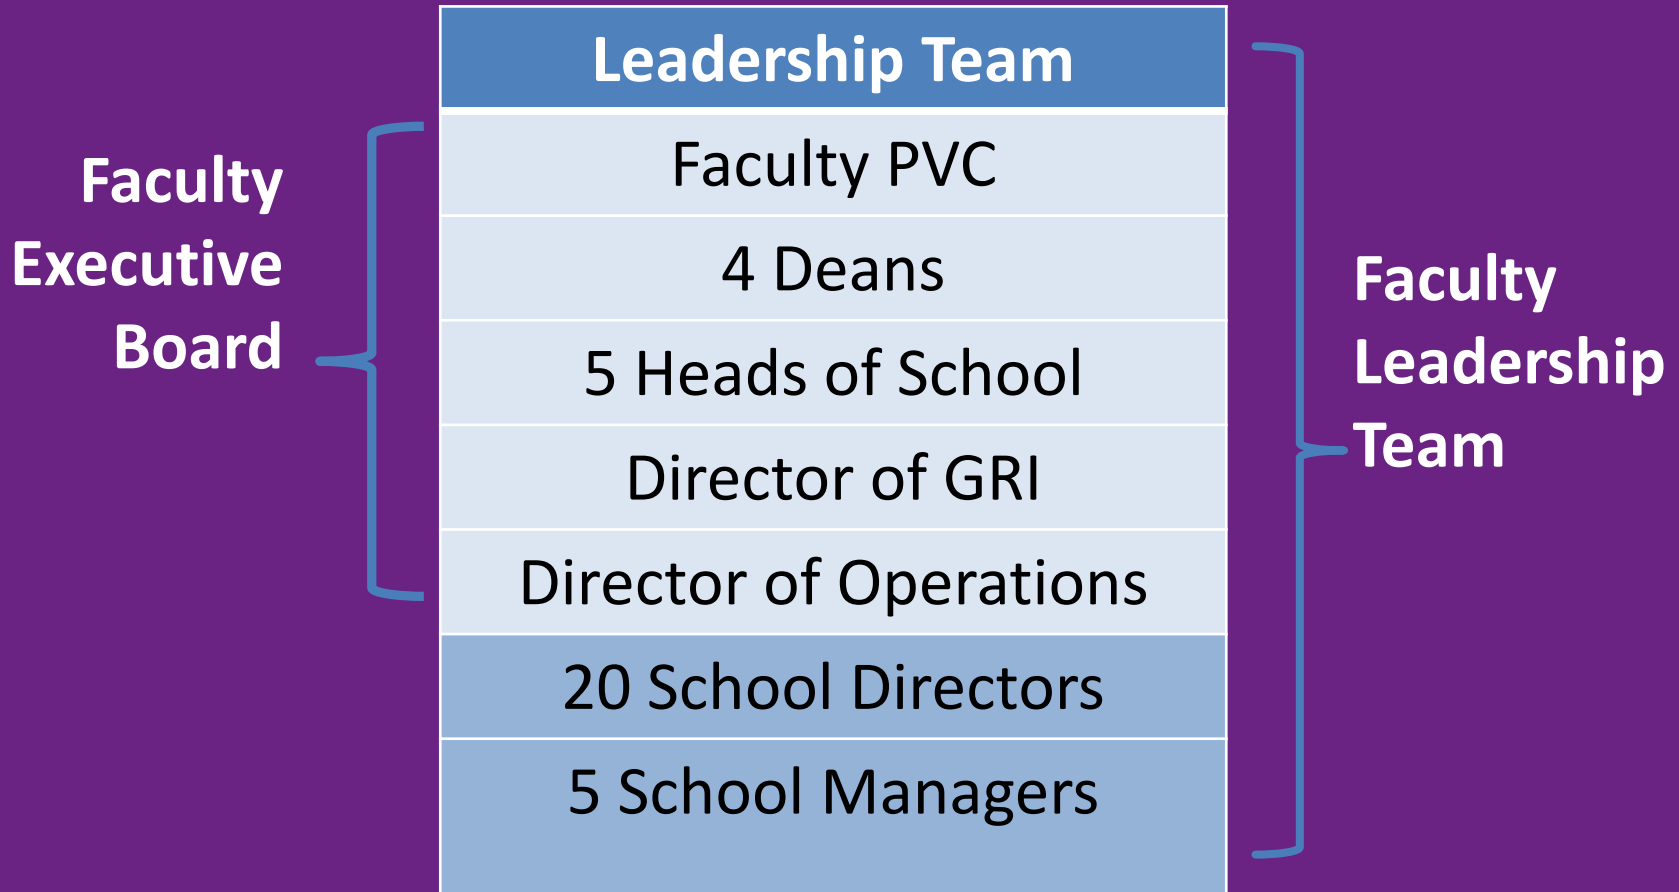 Leadership Team
Faculty
Executive
Board
Faculty PVC
4 Deans
5 Heads of School
Director of GRI
Director of Operations
20 School Directors
5 School Managers
Faculty
Leadership
Team